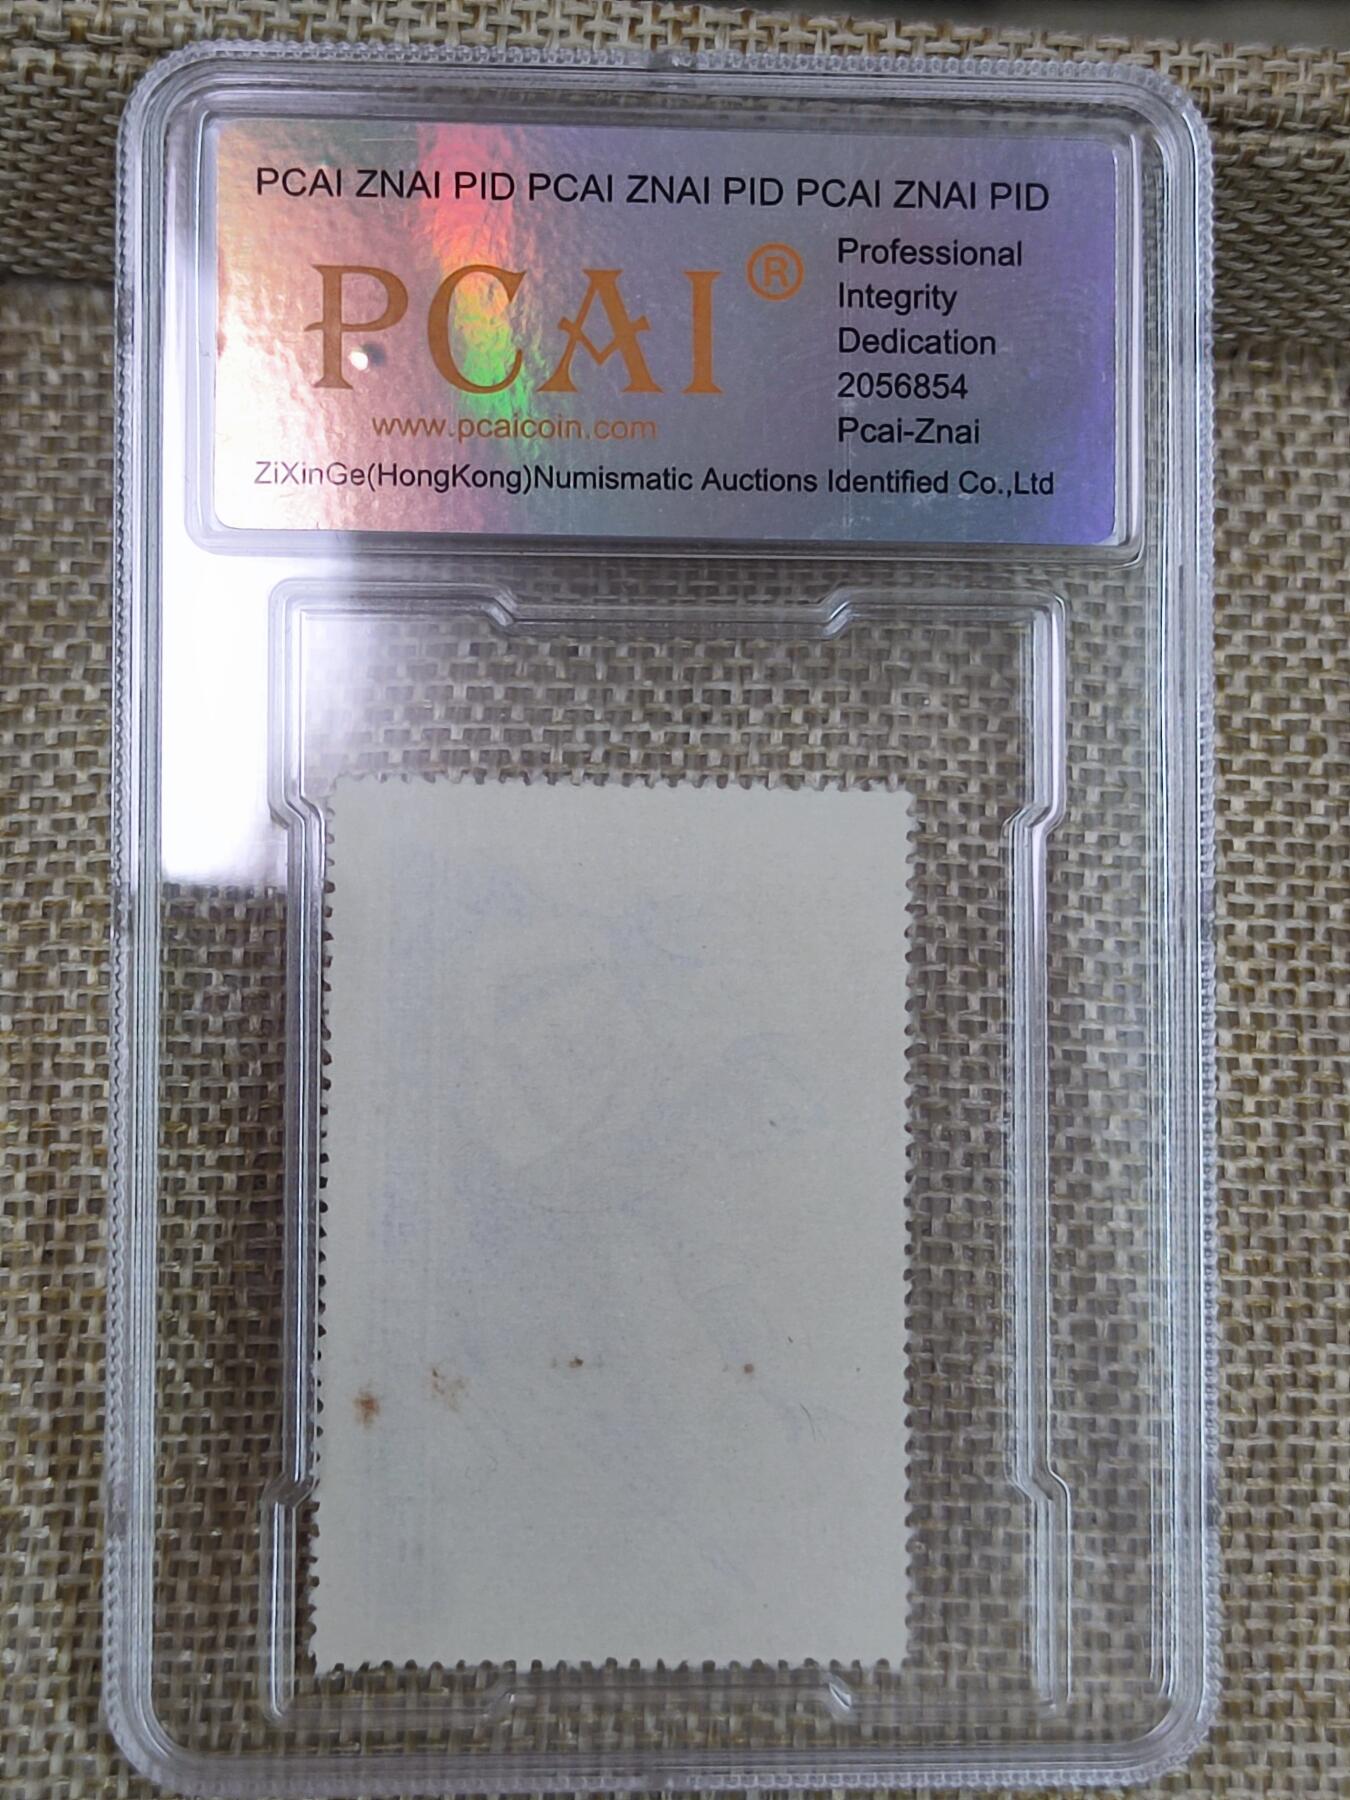 PCAI ZNAI PID PCAI ZNAI PID PCAI ZNAI PID
PCAI®
www.pcaicoin.com
Professional
Integrity
Dedication
2056854
Pcai-Znai
ZiXinGe(HongKong)Numismatic Auctions Identified Co.,Ltd